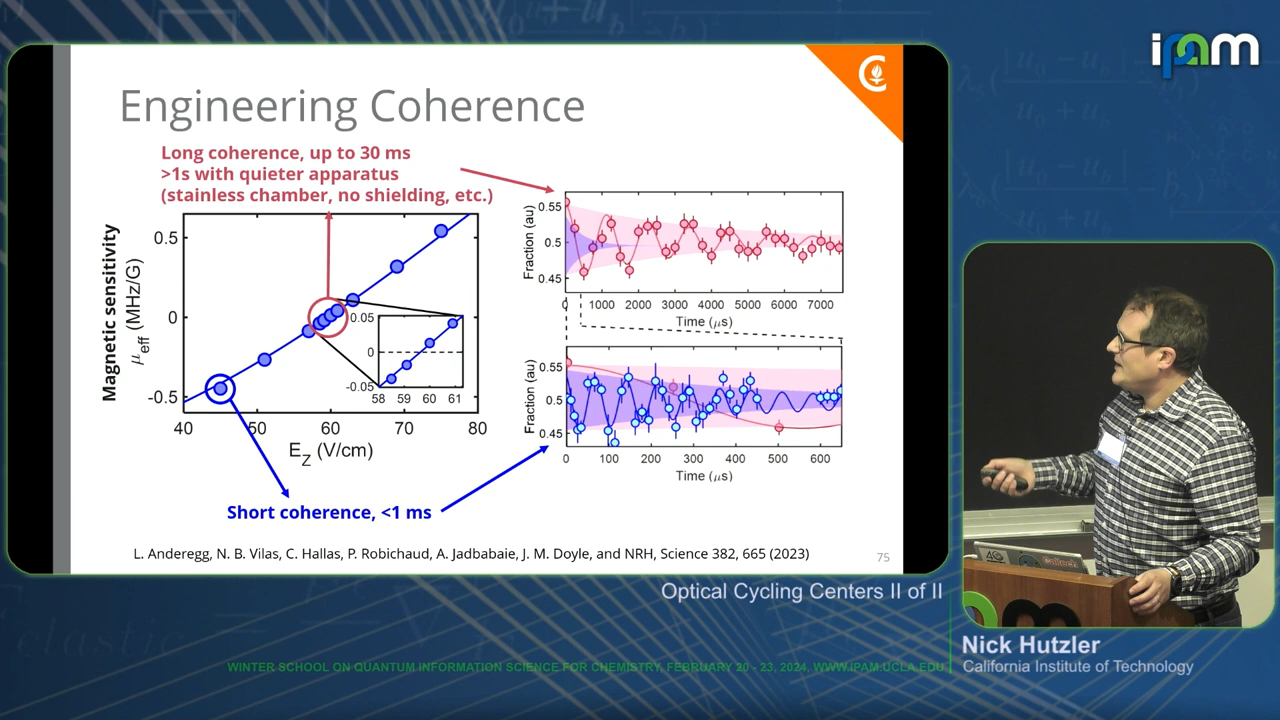 ipam
Engineering Coherence
Long coherence, up to 30 ms
>1s with quieter apparatus
(stainless chamber, no shielding, etc.)
Magnetic sensitivity
μeff (MHz/G)
0.5
0
-0.5
40
50
60
70
80
EZ (V/cm)
0.05
0
-0.05
58
59
60
61
Fraction (au)
0.55
0.5
0.45
0
1000
2000
3000
4000
5000
6000
7000
Time (μs)
Fraction (au)
0.55
0.5
0.45
0
100
200
300
400
500
600
Time (μs)
Short coherence, <1 ms
L. Anderegg, N. B. Vilas, C. Hallas, P. Robichaud, A. Jadbabaie, J. M. Doyle, and NRH, Science 382, 665 (2023)
75
Optical Cycling Centers II of II
Caltech
Nick Hutzler
California Institute of Technology
WINTER SCHOOL ON QUANTUM INFORMATION SCIENCE FOR CHEMISTRY, FEBRUARY 20 - 23, 2024, WWW.IPAM.UCLA.EDU